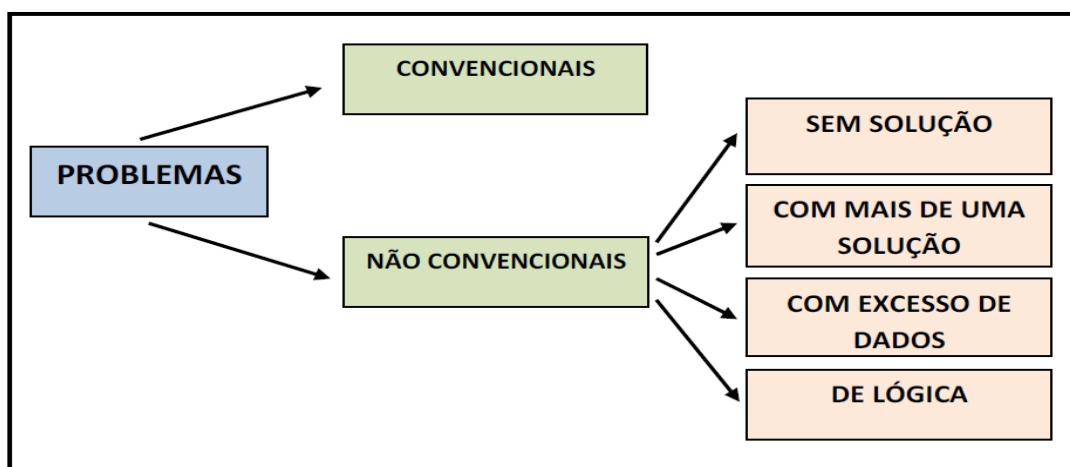 PROBLEMAS
CONVENCIONAIS
NÃO CONVENCIONAIS
SEM SOLUÇÃO
COM MAIS DE UMA
SOLUÇÃO
COM EXCESSO DE
DADOS
DE LÓGICA